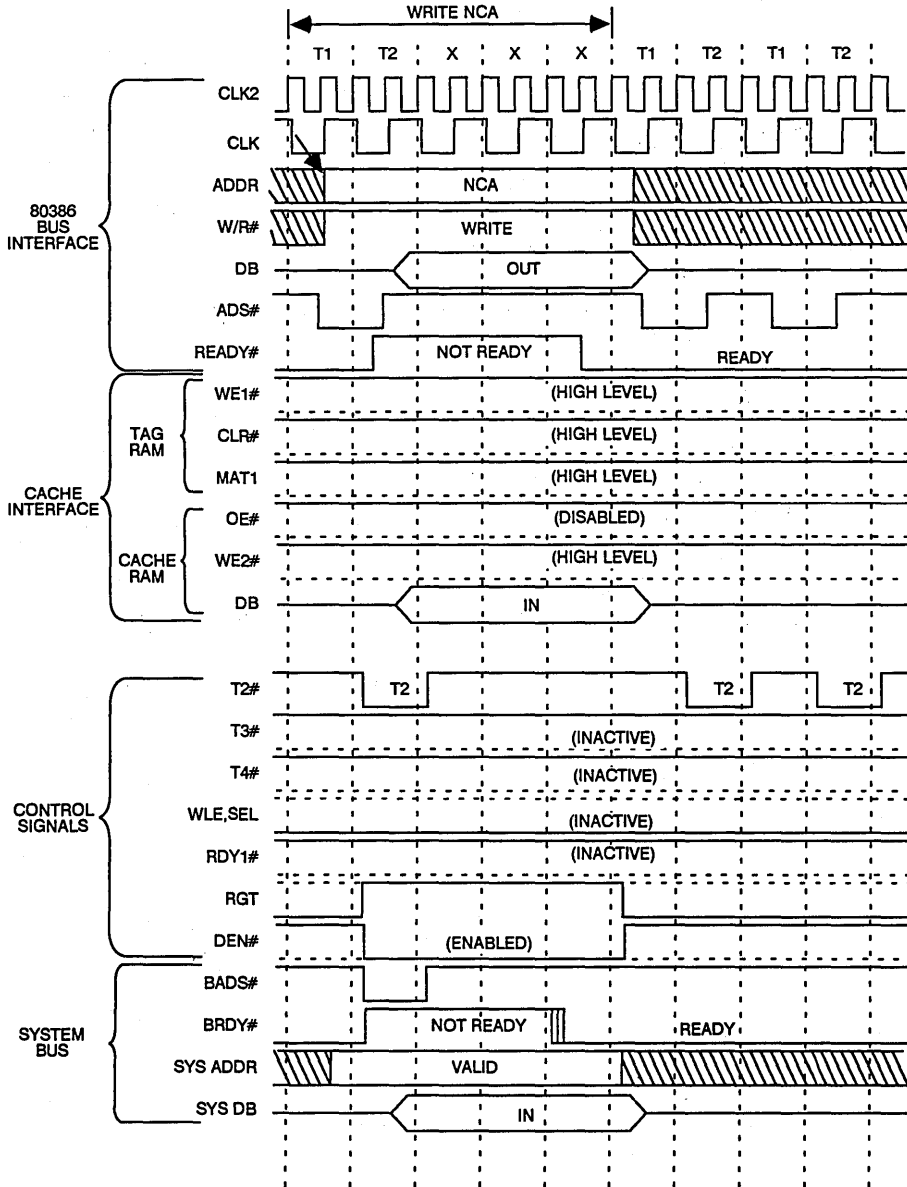 WRITE NCA
T1 T2 X X X T1 T2 T1 T2
80386
BUS
INTERFACE
CLK2
CLK
ADDR NCA
W/R# WRITE
DB OUT
ADS#
READY# NOT READY READY
CACHE
INTERFACE
TAG
RAM
WE1# (HIGH LEVEL)
CLR# (HIGH LEVEL)
MAT1 (HIGH LEVEL)
CACHE
RAM
OE# (DISABLED)
WE2# (HIGH LEVEL)
DB IN
CONTROL
SIGNALS
T2# T2 T2 T2
T3# (INACTIVE)
T4# (INACTIVE)
WLE,SEL (INACTIVE)
RDY1# (INACTIVE)
RGT
DEN# (ENABLED)
SYSTEM
BUS
BADS#
BRDY# NOT READY READY
SYS ADDR VALID
SYS DB IN